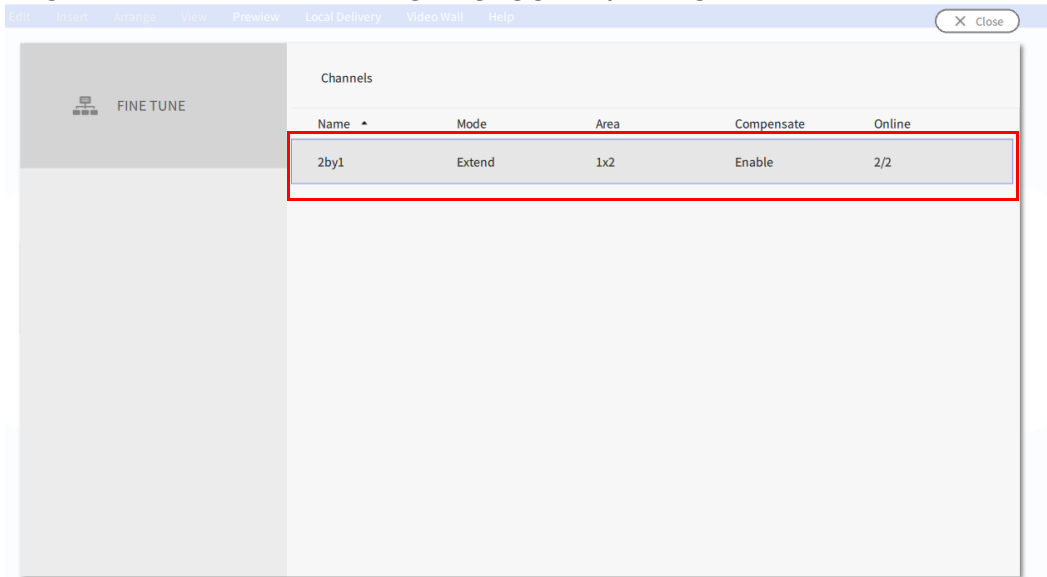 Edit Insert Arrange View Preview Local Delivery Video Wall Help
Close
FINE TUNE
Channels
Name Mode Area Compensate Online
2by1 Extend 1x2 Enable 2/2